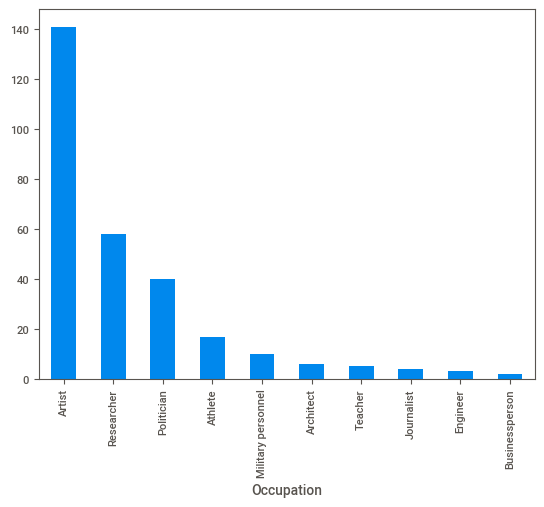 140
120
100
80
60
40
20
0
Artist
Researcher
Politician
Athlete
Military personnel
Architect
Teacher
Journalist
Engineer
Businessperson
Occupation